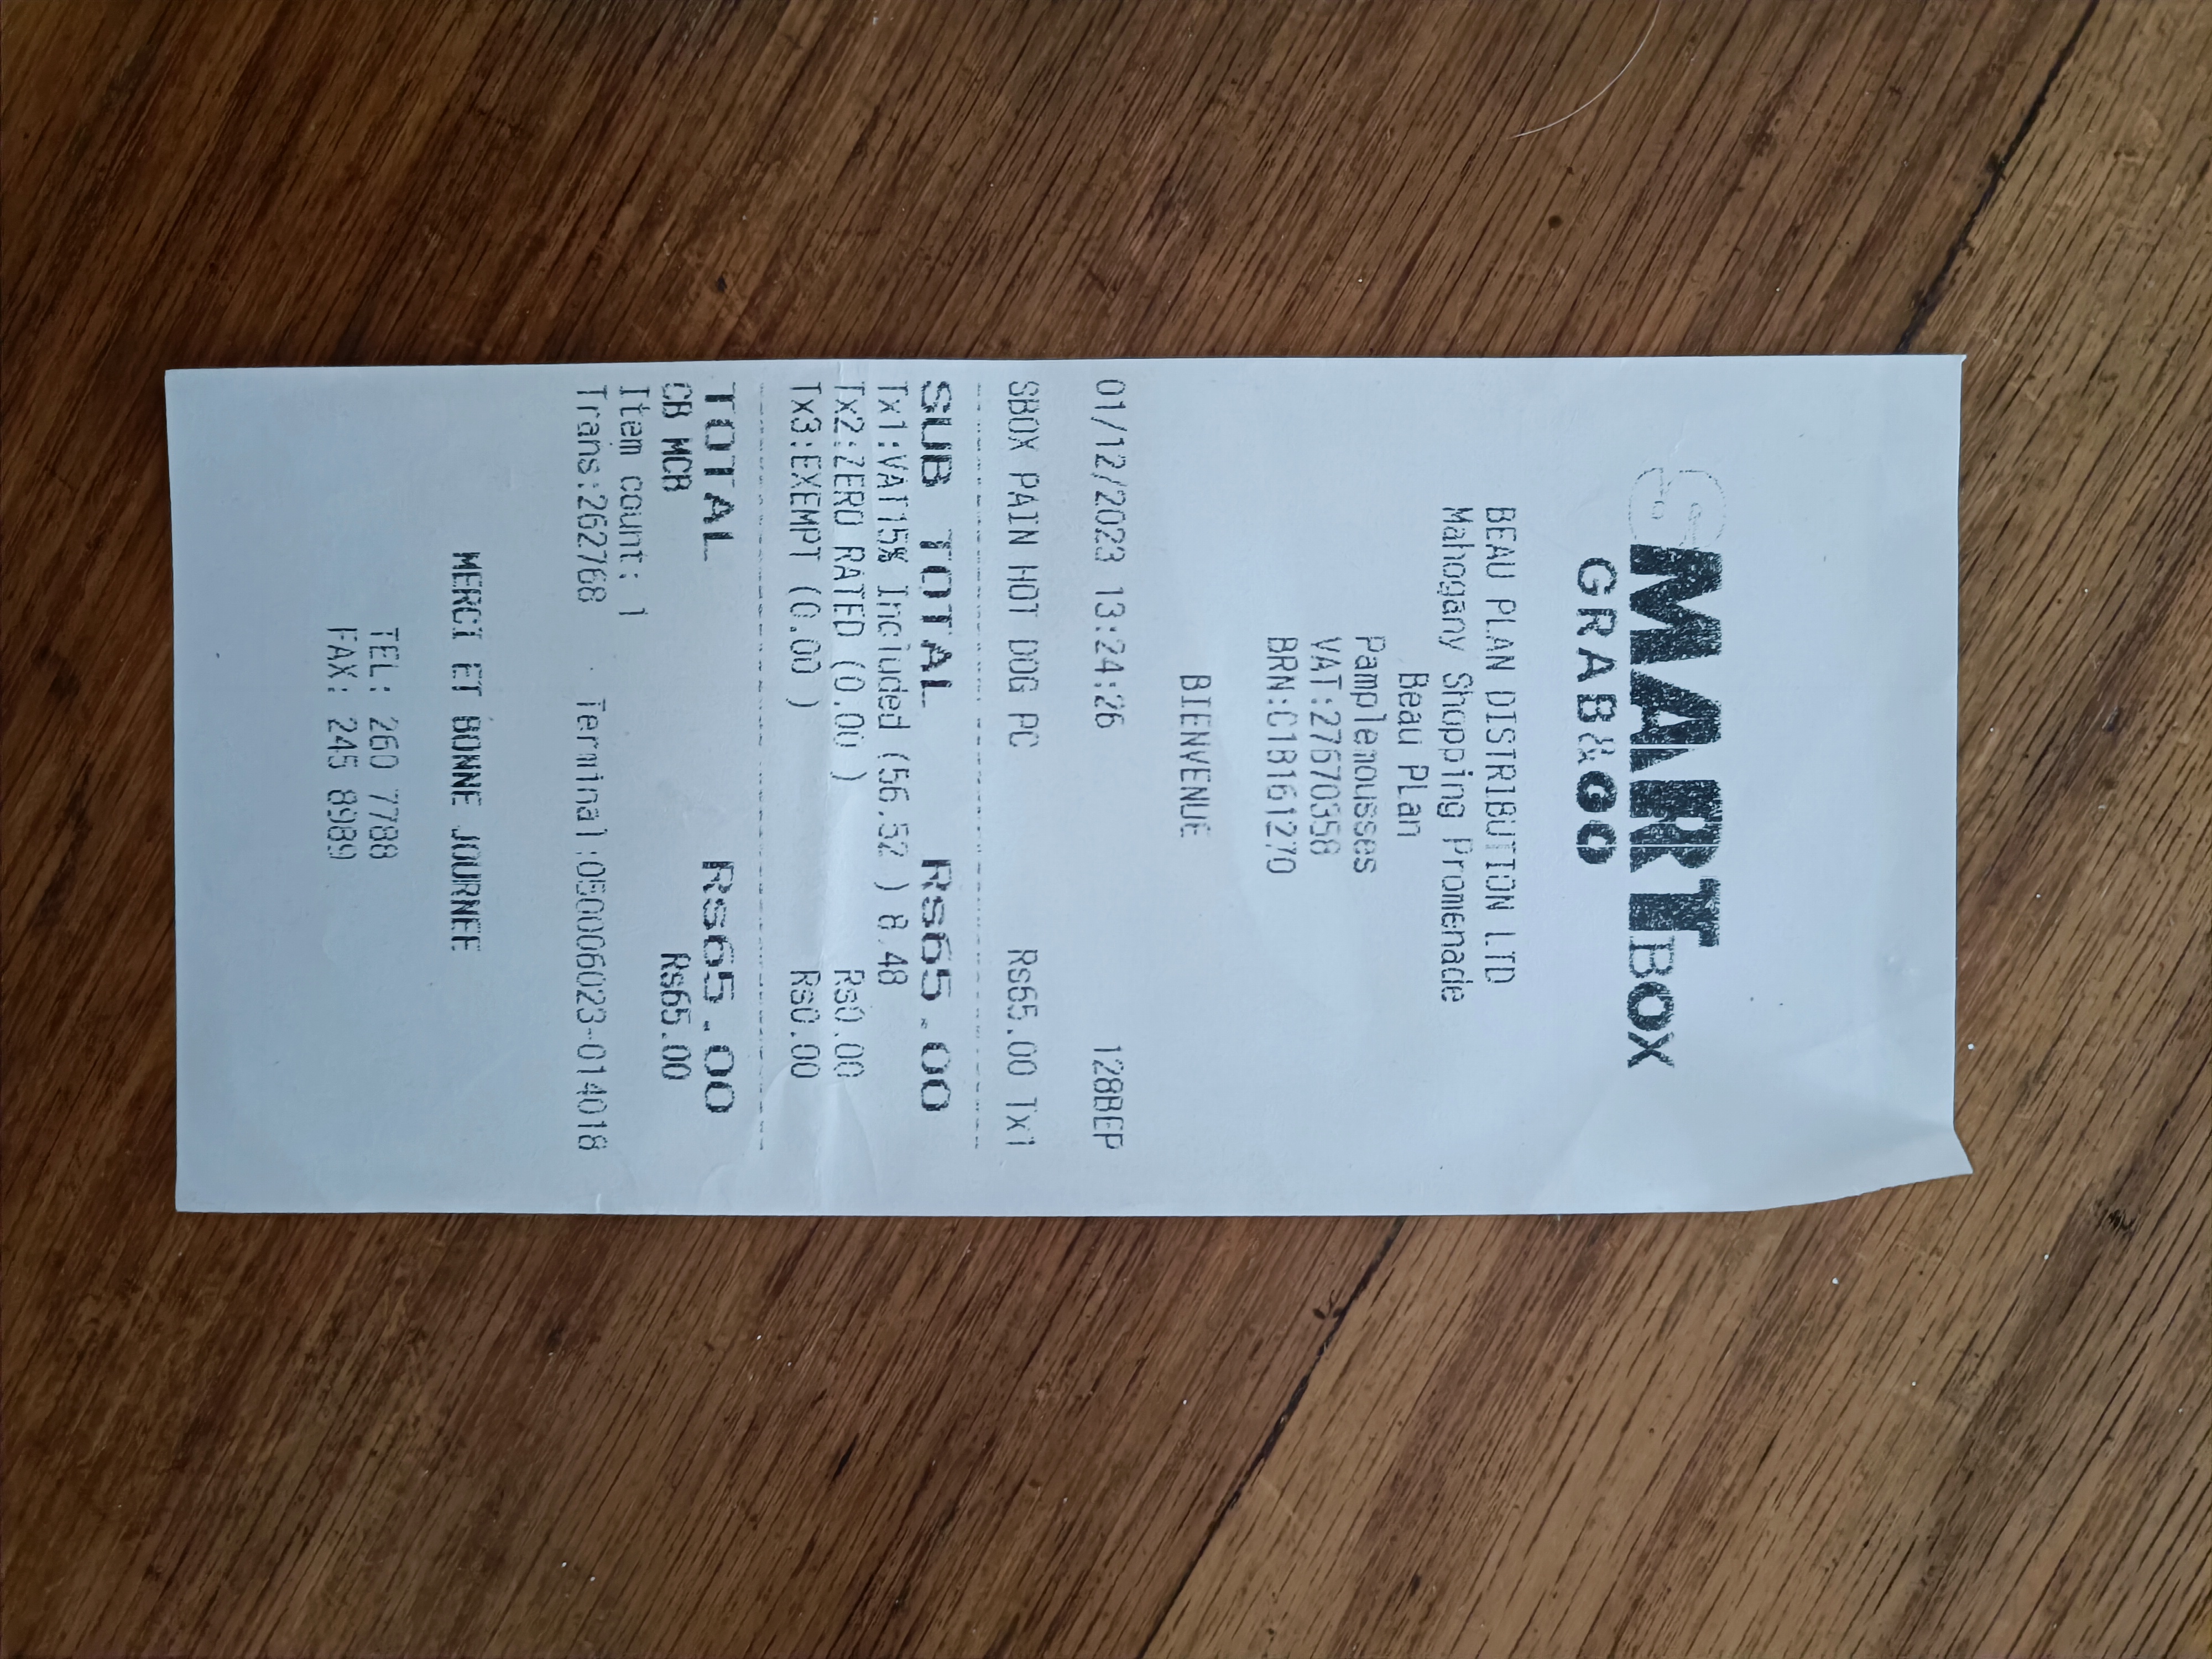 SMARTBOX
GRAB&GO
BEAU PLAN DISTRIBUTION LTD
Mahogany Shopping Promenade
Beau Plan
Pamplemousses
VAT:27670358
BRN:C18161270
BIENVENUE
01/12/2023 13:24:26 128BEP
SBOX PAIN HOT DOG PC Rs65.00 Tx1
SUB TOTAL Rs65.00
Tx1:VAT15% Included (56.52 ) 8.48
Tx2:ZERO RATED (0.00 ) Rs0.00
Tx3:EXEMPT (0.00 ) Rs0.00
TOTAL Rs65.00
CB MCB Rs65.00
Item count: 1
Trans:262768 Terminal:050006023-014018
MERCI ET BONNE JOURNEE
TEL: 260 7788
FAX: 245 8989